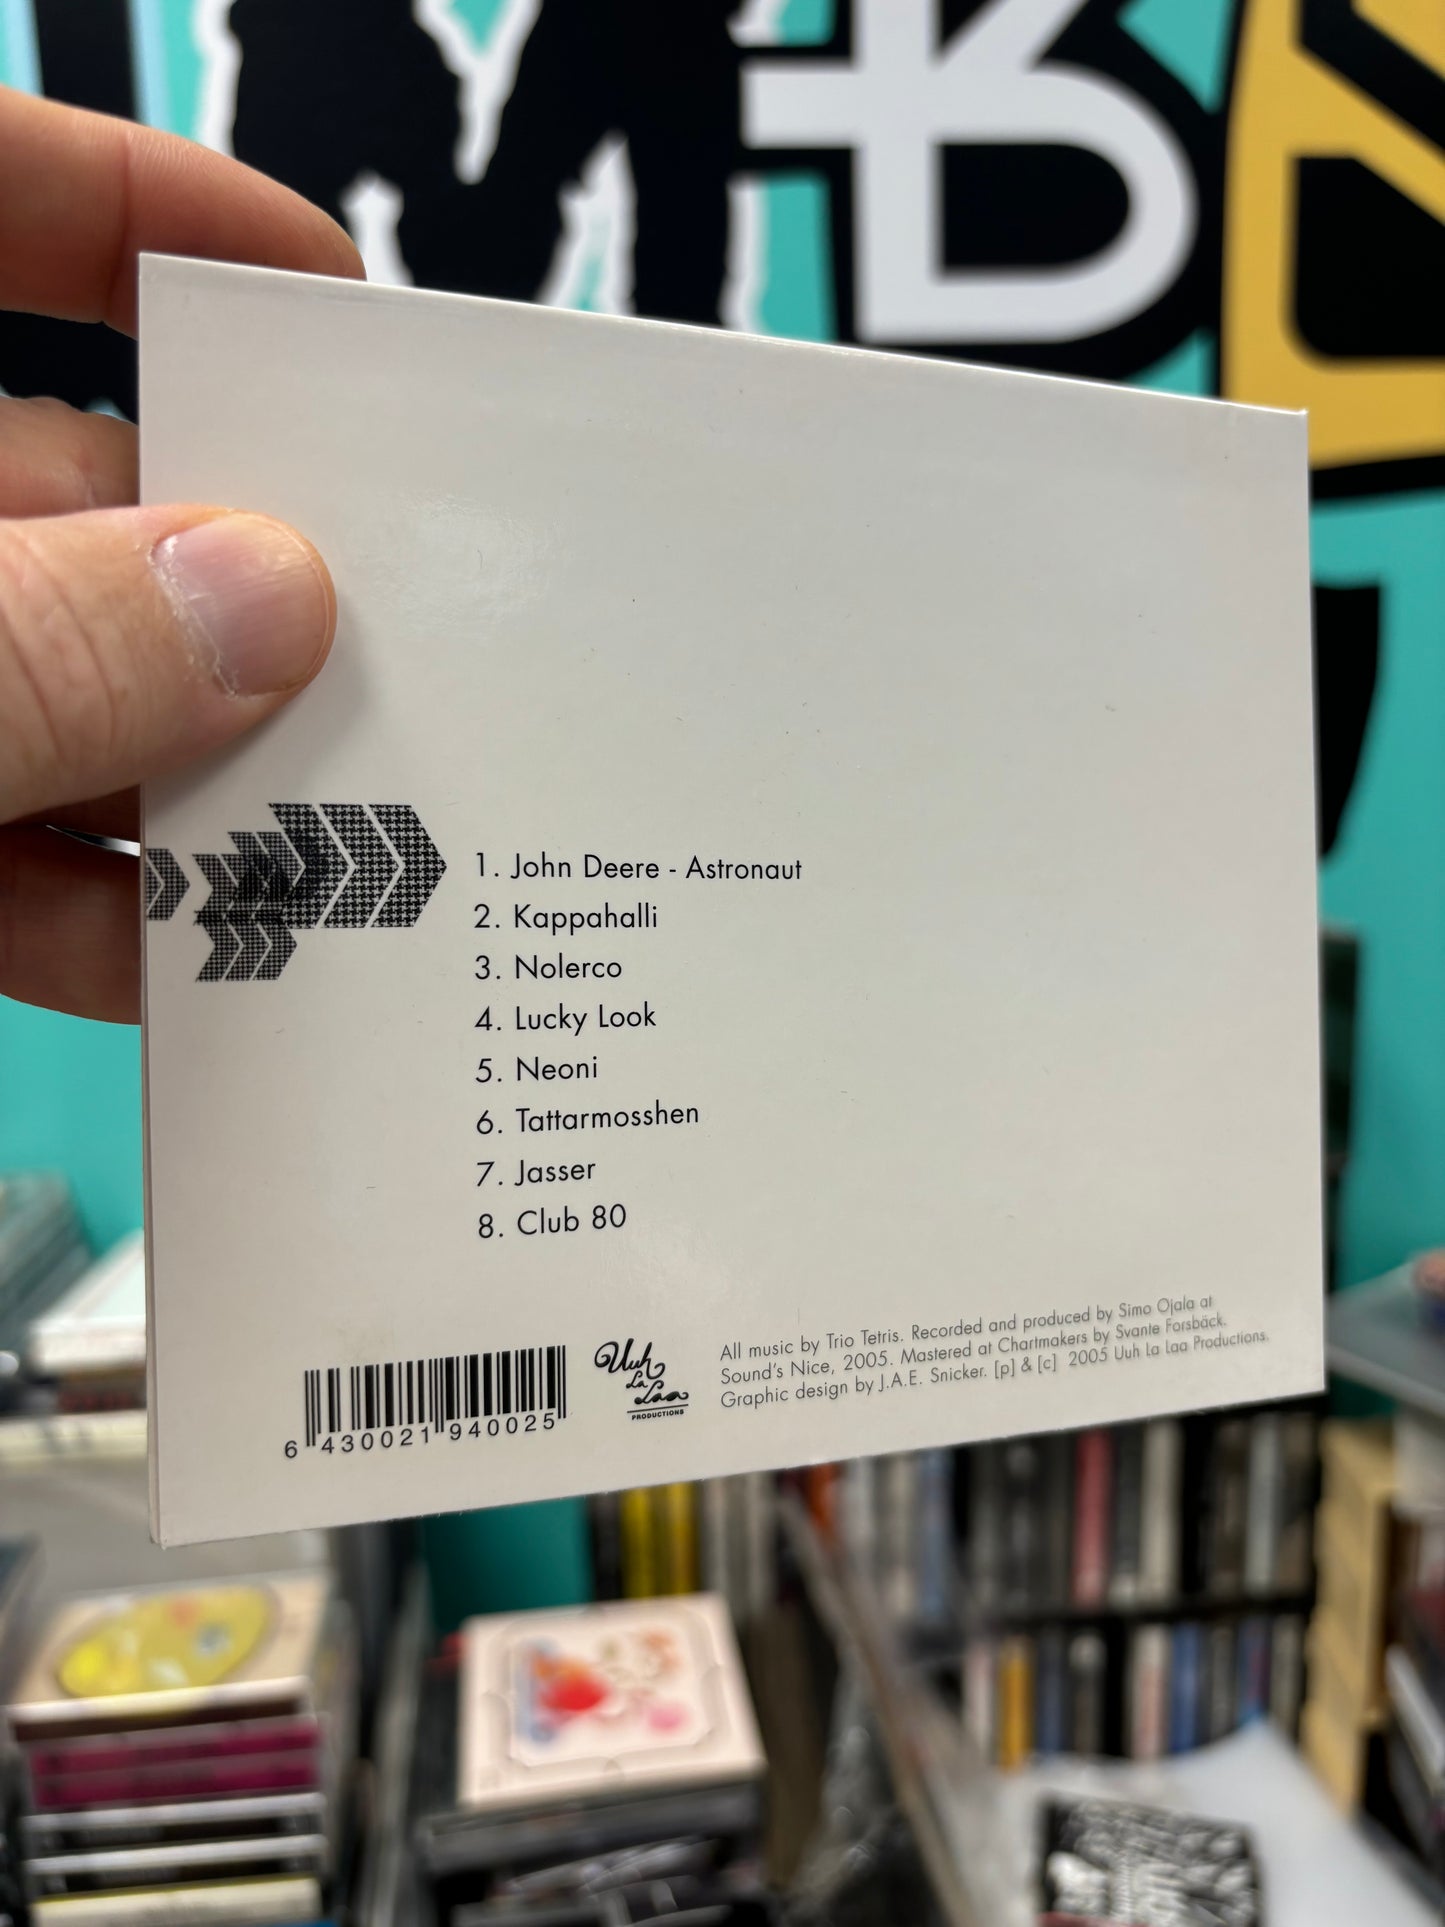 1. John Deere - Astronaut
2. Kappahalli
3. Nolerco
4. Lucky Look
5. Neoni
6. Tattarmosshen
7. Jasser
8. Club 80
6 430021 940025
Uuh
La
Laa
PRODUCTIONS
All music by Trio Tetris. Recorded and produced by Simo Ojala at
Sound's Nice, 2005. Mastered at Chartmakers by Svante Forsbäck.
Graphic design by J.A.E. Snicker. [p] & [c] 2005 Uuh La Laa Productions.